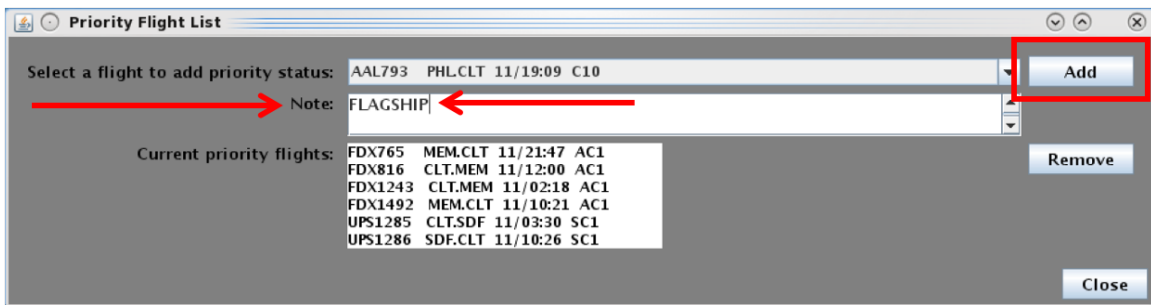 Priority Flight List
Select a flight to add priority status: AAL793 PHL.CLT 11/19:09 C10 Add
Note: FLAGSHIP
Current priority flights: FDX765 MEM.CLT 11/21:47 AC1 Remove
FDX816 CLT.MEM 11/12:00 AC1
FDX1243 CLT.MEM 11/02:18 AC1
FDX1492 MEM.CLT 11/10:21 AC1
UPS1285 CLT.SDF 11/03:30 SC1
UPS1286 SDF.CLT 11/10:26 SC1
Close